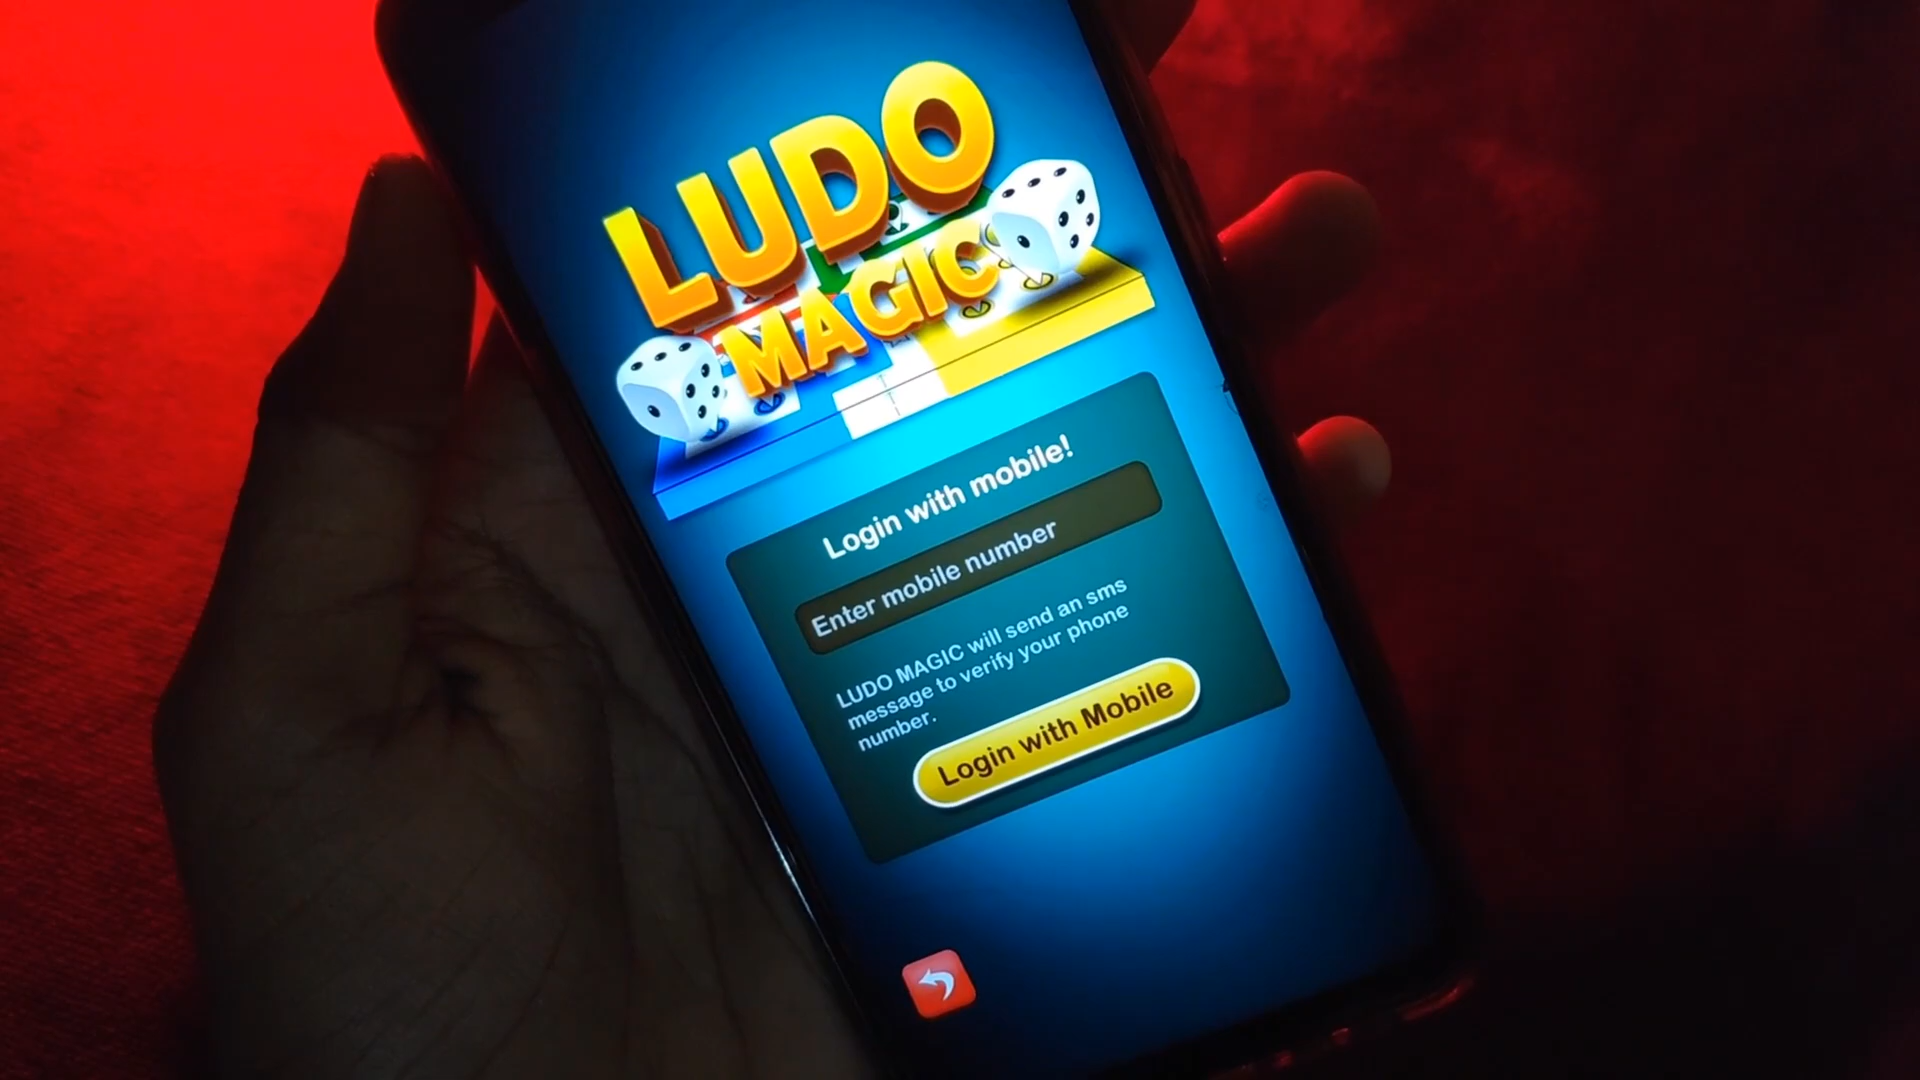 LUDO
MAGIC
Login with mobile!
Enter mobile number
LUDO MAGIC will send an sms
message to verify your phone
number.
Login with Mobile